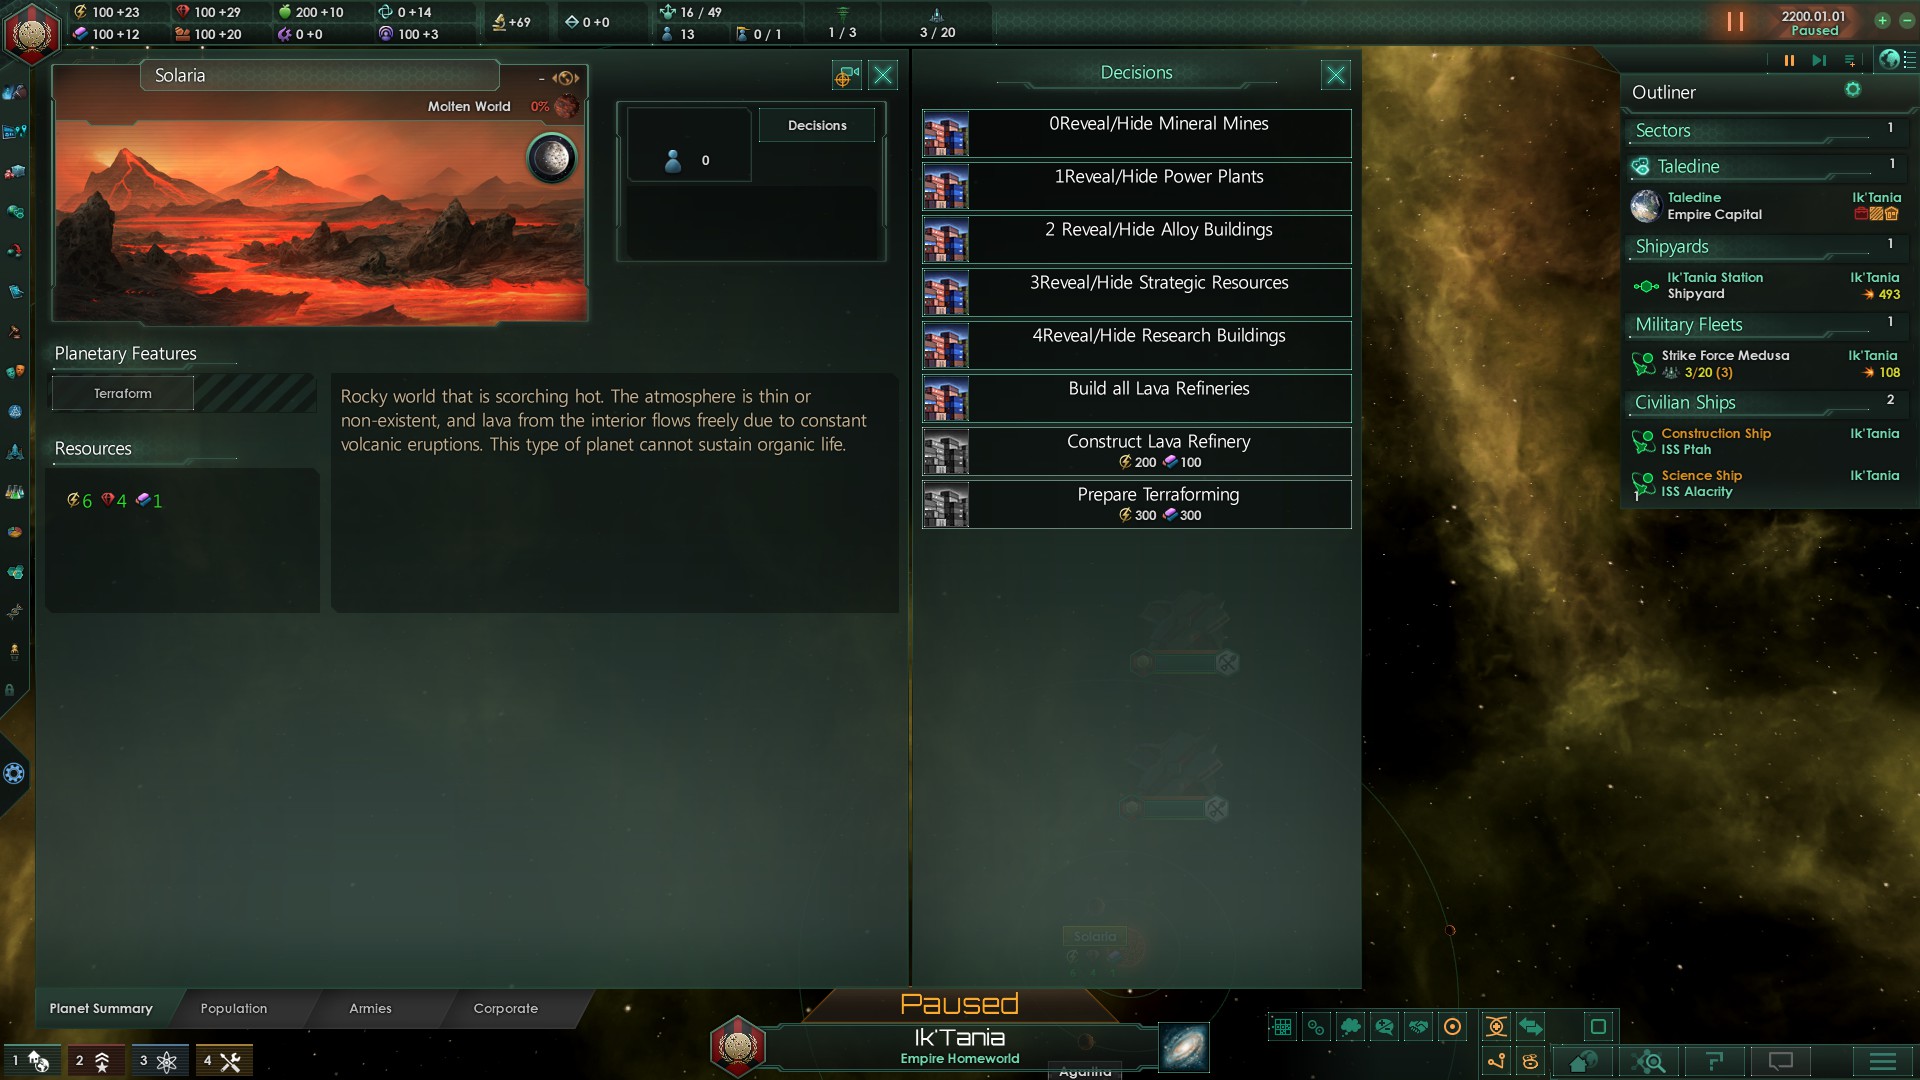 100 +23
100 +29
200 +10
0 +14
+69
0 +0
16 / 49
100 +12
100 +20
0 +0
100 +3
13
0 / 1
1 / 3
3 / 20
2200.01.01
Paused
Solaria
-
Molten World
0%
Decisions
0
Planetary Features
Terraform
Rocky world that is scorching hot. The atmosphere is thin or
non-existent, and lava from the interior flows freely due to constant
volcanic eruptions. This type of planet cannot sustain organic life.
Resources
6 4 1
Decisions
0Reveal/Hide Mineral Mines
1Reveal/Hide Power Plants
2 Reveal/Hide Alloy Buildings
3Reveal/Hide Strategic Resources
4Reveal/Hide Research Buildings
Build all Lava Refineries
Construct Lava Refinery
200 100
Prepare Terraforming
300 300
Solaria
Outliner
Sectors 1
Taledine 1
Taledine Ik'Tania
Empire Capital
Shipyards 1
Ik'Tania Station Ik'Tania
Shipyard 493
Military Fleets 1
Strike Force Medusa Ik'Tania
3/20 (3) 108
Civilian Ships 2
Construction Ship Ik'Tania
ISS Ptah
Science Ship Ik'Tania
1 ISS Alacrity
Planet Summary
Population
Armies
Corporate
Paused
Ik'Tania
Empire Homeworld
1
2
3
4